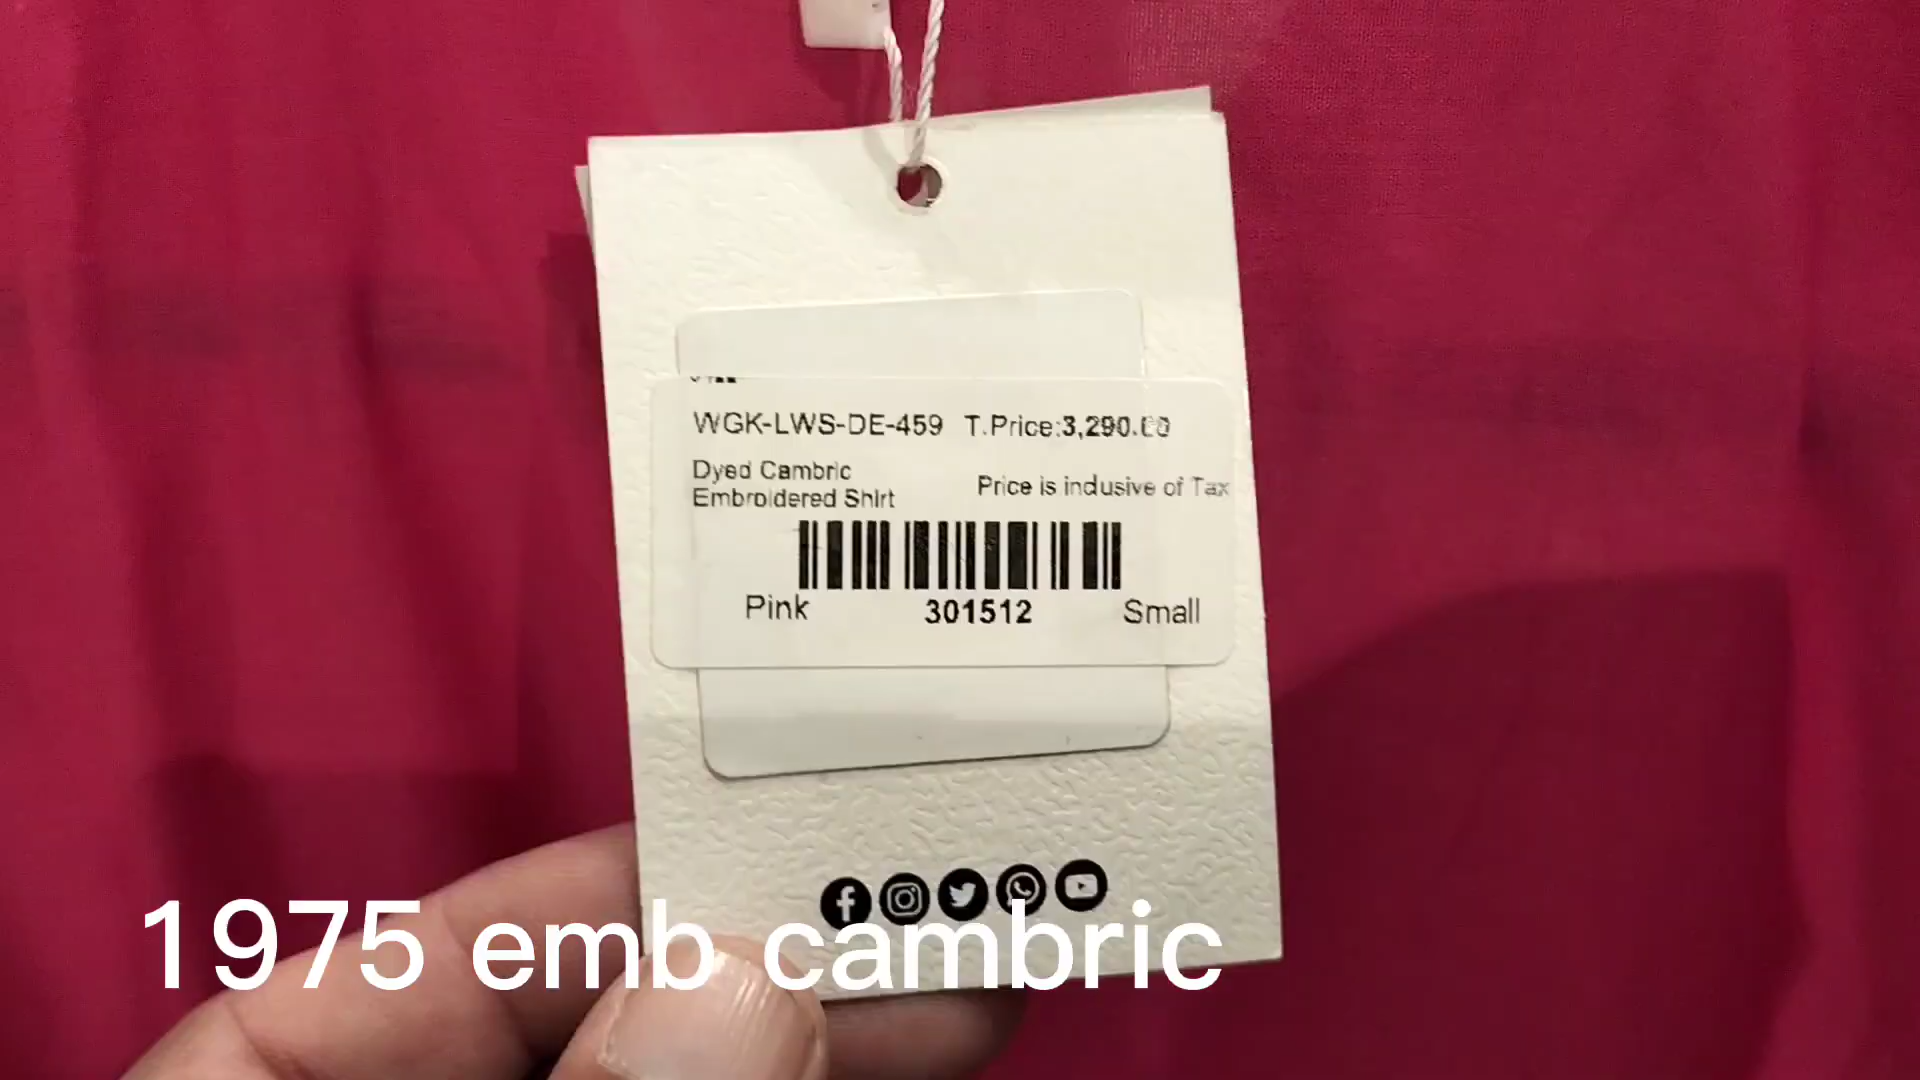 WGK-LWS-DE-459 T.Price:3,290.00
Dyed Cambric
Embroidered Shirt
Price is inclusive of Tax
Pink 301512 Small
1975 emb cambric